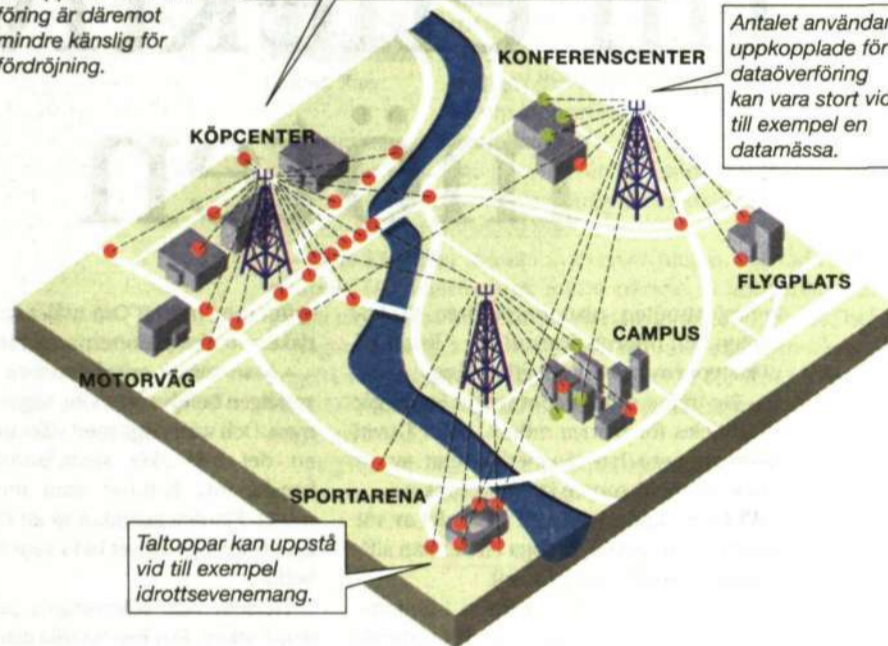 föring är däremot
mindre känslig för
fördröjning.
KONFERENSCENTER
Antalet användar
uppkopplade för
dataöverföring
kan vara stort vid
till exempel en
datamässa.
KÖPCENTER
FLYGPLATS
CAMPUS
MOTORVÄG
SPORTARENA
Taltoppar kan uppstå
vid till exempel
idrottsevenemang.